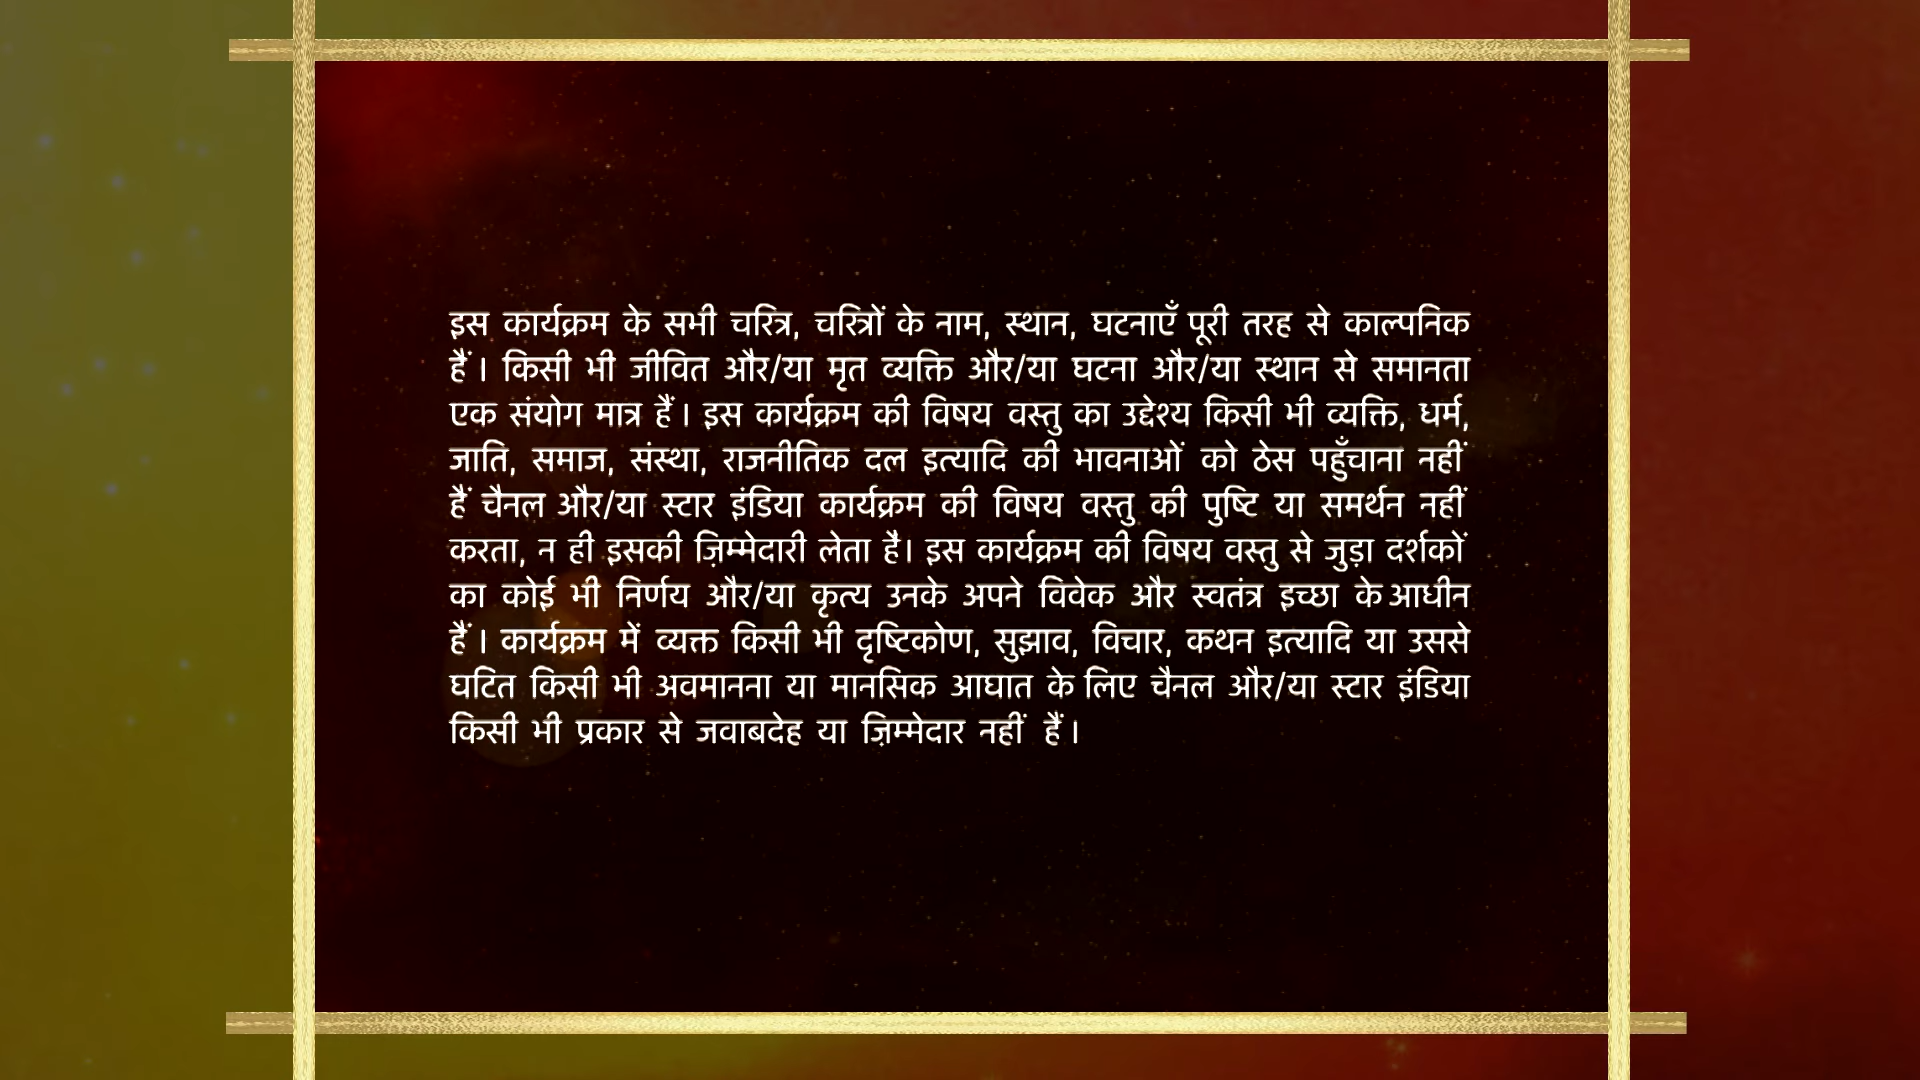 इस कार्यक्रम के सभी चरित्र, चरित्रों के नाम, स्थान, घटनाएँ पूरी तरह से काल्पनिक
हैं । किसी भी जीवित और/या मृत व्यक्ति और/या घटना और/या स्थान से समानता
एक संयोग मात्र हैं । इस कार्यक्रम की विषय वस्तु का उद्देश्य किसी भी व्यक्ति, धर्म,
जाति, समाज, संस्था, राजनीतिक दल इत्यादि की भावनाओं को ठेस पहुँचाना नहीं
हैं चैनल और/या स्टार इंडिया कार्यक्रम की विषय वस्तु की पुष्टि या समर्थन नहीं
करता, न ही इसकी ज़िम्मेदारी लेता है। इस कार्यक्रम की विषय वस्तु से जुड़ा दर्शकों
का कोई भी निर्णय और/या कृत्य उनके अपने विवेक और स्वतंत्र इच्छा के आधीन
हैं । कार्यक्रम में व्यक्त किसी भी दृष्टिकोण, सुझाव, विचार, कथन इत्यादि या उससे
घटित किसी भी अवमानना या मानसिक आघात के लिए चैनल और/या स्टार इंडिया
किसी भी प्रकार से जवाबदेह या ज़िम्मेदार नहीं हैं ।